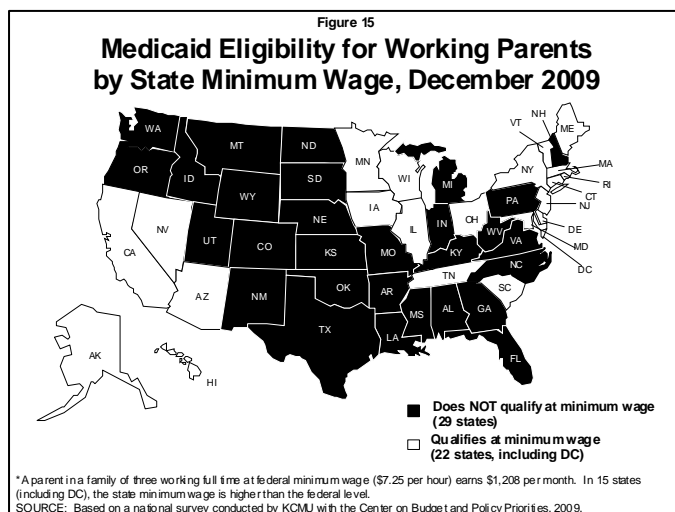 Figure 15
Medicaid Eligibility for Working Parents
by State Minimum Wage, December 2009
NH
VT
ME
WA
MT
ND
MN
OR
ID
SD
WI
NY
MA
WY
MI
RI
CT
IA
PA
NJ
NE
NV
OH
IL
IN
DE
UT
CO
WV
MD
CA
KS
MO
KY
VA
DC
NC
TN
OK
AZ
NM
AR
SC
MS
AL
GA
TX
LA
AK
FL
HI
Does NOT qualify at minimum wage
(29 states)
Qualifies at minimum wage
(22 states, including DC)
*A parent in a family of three working full time at federal minimum wage ($7.25 per hour) earns $1,208 per month. In 15 states
(including DC), the state minimum wage is higher than the federal level.
SOURCE: Based on a national survey conducted by KCMU with the Center on Budget and Policy Priorities, 2009.